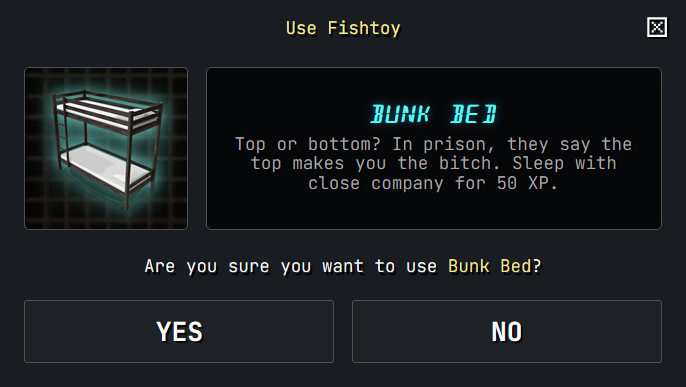 Use Fishtoy
BUNK BED
Top or bottom? In prison, they say the
top makes you the bitch. Sleep with
close company for 50 XP.
Are you sure you want to use Bunk Bed?
YES
NO